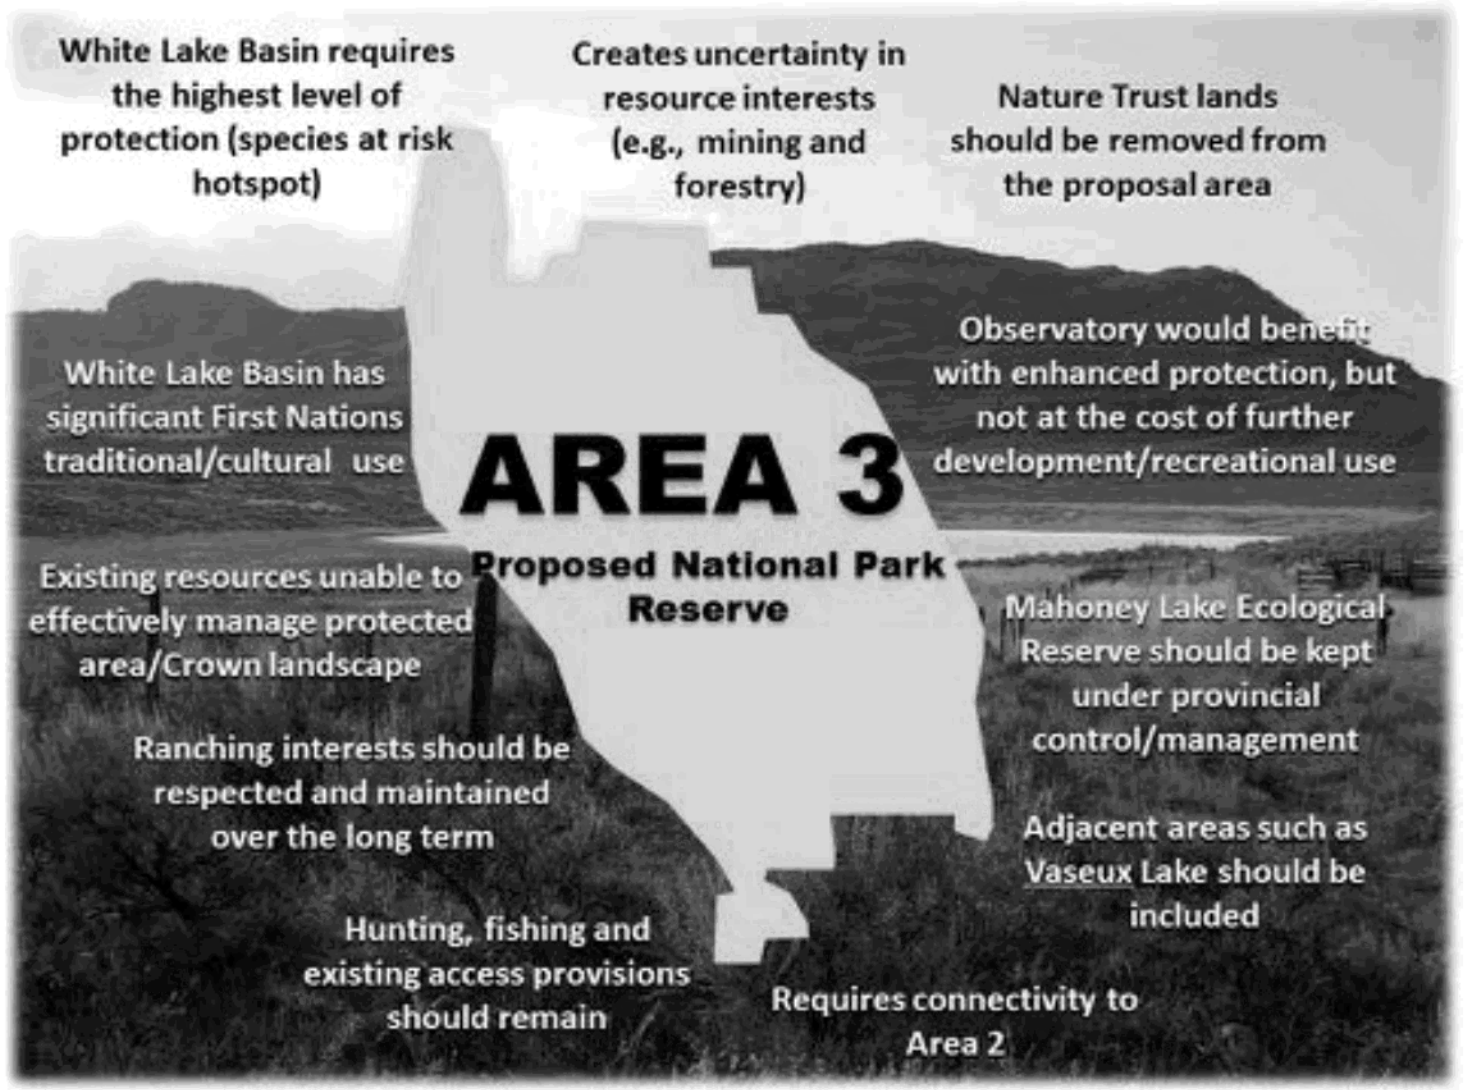 White Lake Basin requires
the highest level of
protection (species at risk
hotspot)
Creates uncertainty in
resource interests
(e.g., mining and
forestry)
Nature Trust lands
should be removed from
the proposal area
White Lake Basin has
significant First Nations
traditional/cultural use
Observatory would benefit
with enhanced protection, but
not at the cost of further
development/recreational use
AREA 3
Proposed National Park
Reserve
Existing resources unable to
effectively manage protected
area/Crown landscape
Mahoney Lake Ecological
Reserve should be kept
under provincial
control/management
Ranching interests should be
respected and maintained
over the long term
Adjacent areas such as
Vaseux Lake should be
included
Hunting, fishing and
existing access provisions
should remain
Requires connectivity to
Area 2